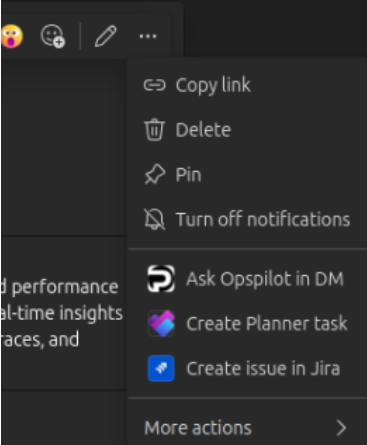 Copy link
Delete
Pin
Turn off notifications
d performance
al-time insights
races, and
Ask Opspilot in DM
Create Planner task
Create issue in Jira
More actions